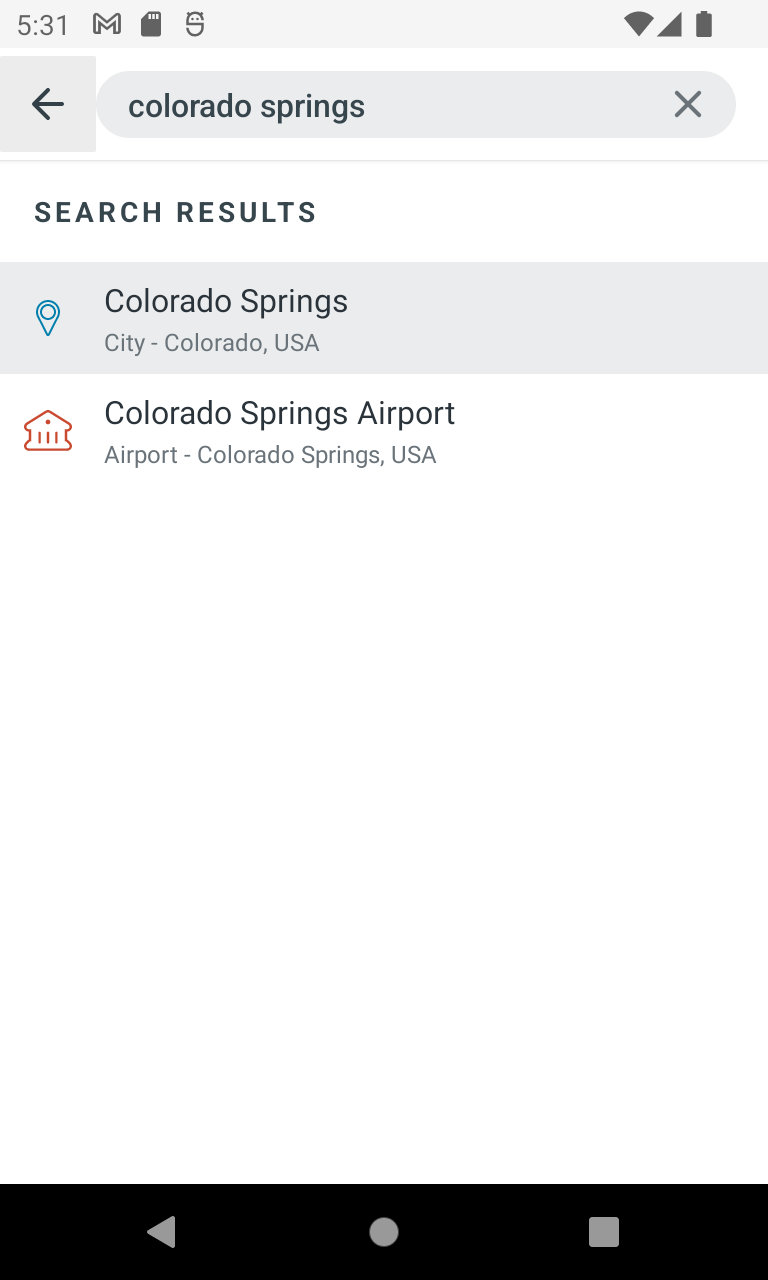 5:31
colorado springs
SEARCH RESULTS
Colorado Springs
City - Colorado, USA
Colorado Springs Airport
Airport - Colorado Springs, USA